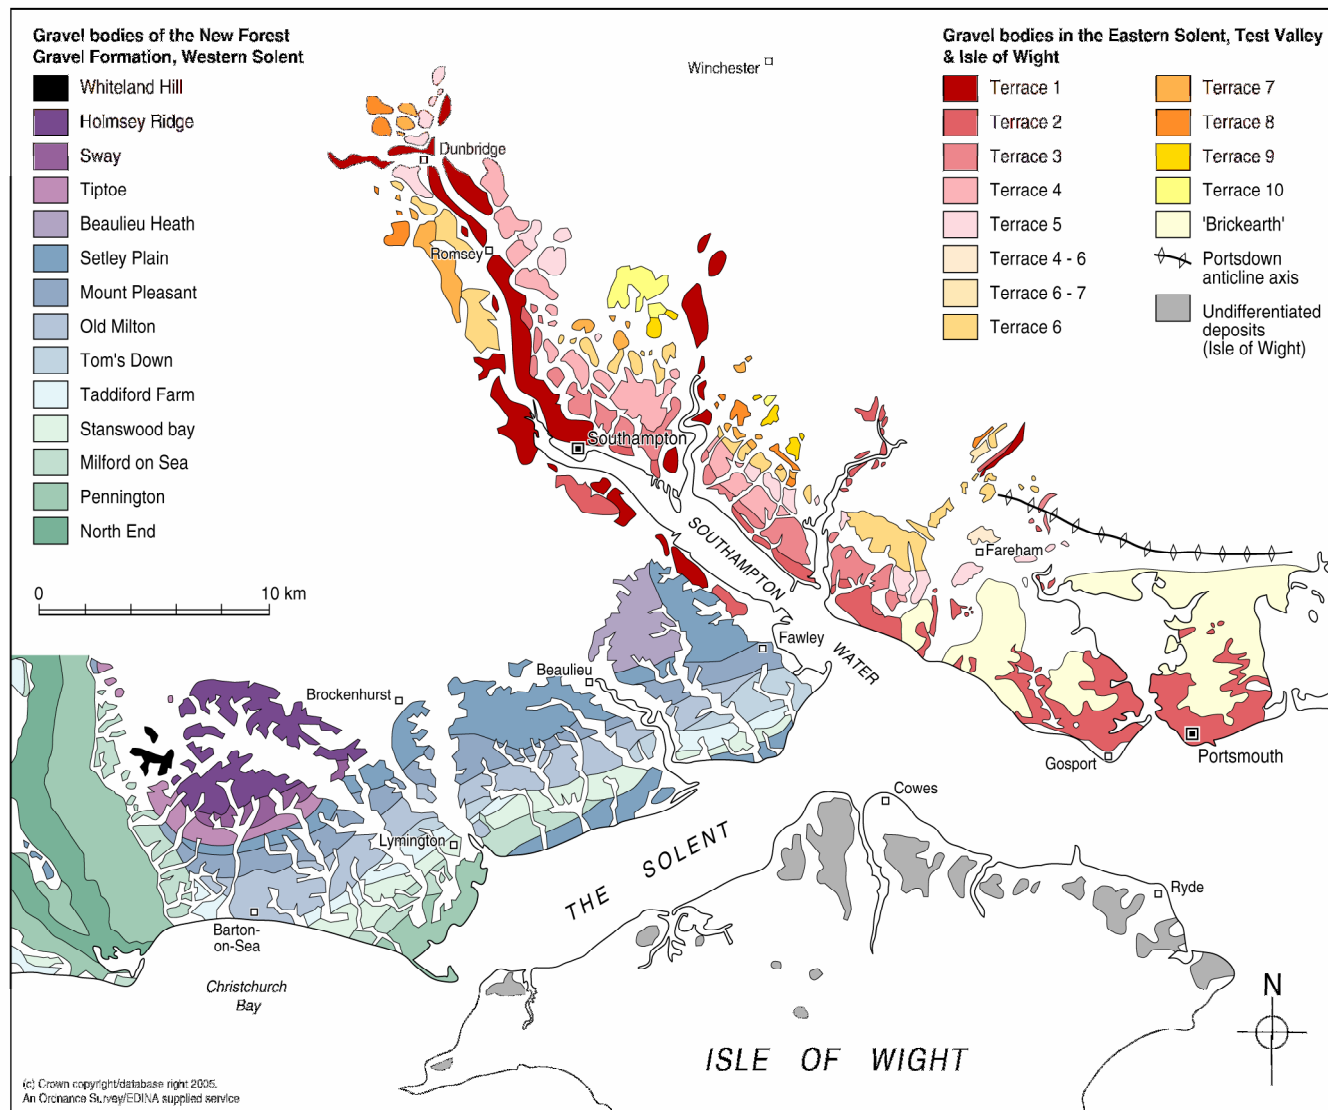 Gravel bodies of the New Forest
Gravel Formation, Western Solent
Whiteland Hill
Holmsey Ridge
Sway
Tiptoe
Beaulieu Heath
Setley Plain
Mount Pleasant
Old Milton
Tom's Down
Taddiford Farm
Stanswood bay
Milford on Sea
Pennington
North End
0 10 km
Gravel bodies in the Eastern Solent, Test Valley
& Isle of Wight
Terrace 1
Terrace 2
Terrace 3
Terrace 4
Terrace 5
Terrace 4 - 6
Terrace 6 - 7
Terrace 6
Terrace 7
Terrace 8
Terrace 9
Terrace 10
'Brickearth'
Portsdown
anticline axis
Undifferentiated
deposits
(Isle of Wight)
Winchester
Dunbridge
Romsey
Southampton
SOUTHAMPTON
WATER
Fareham
Fawley
Beaulieu
Brockenhurst
Gosport
Portsmouth
Cowes
Lymington
THE SOLENT
Ryde
Barton-
on-Sea
Christchurch
Bay
N
ISLE OF WIGHT
(c) Crown copyright/database right 2005.
An Ordnance Survey/EDINA supplied service